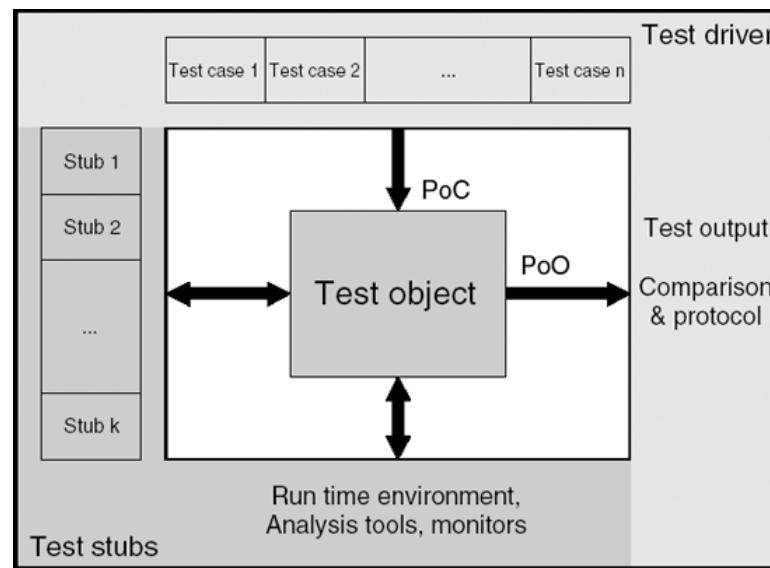 Test driver
Test case 1
Test case 2
...
Test case n
Stub 1
Stub 2
...
Stub k
PoC
Test object
PoO
Test output
Comparison
& protocol
Run time environment,
Analysis tools, monitors
Test stubs